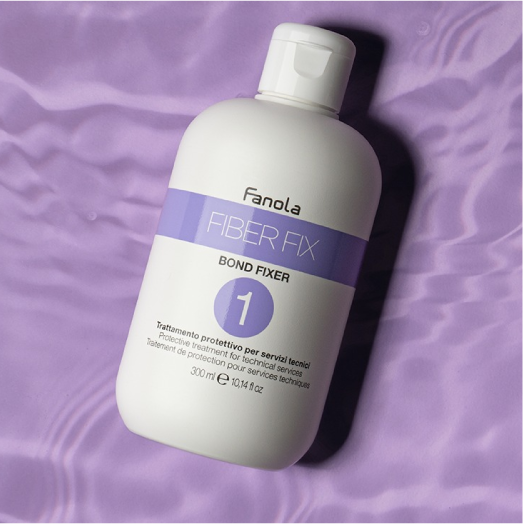 Fanola
FIBER FIX
BOND FIXER
1
Trattamento protettivo per servizi tecnici
Protective treatment for technical services
Traitement de protection pour services techniques
300 ml ℮ 10,14 fl oz